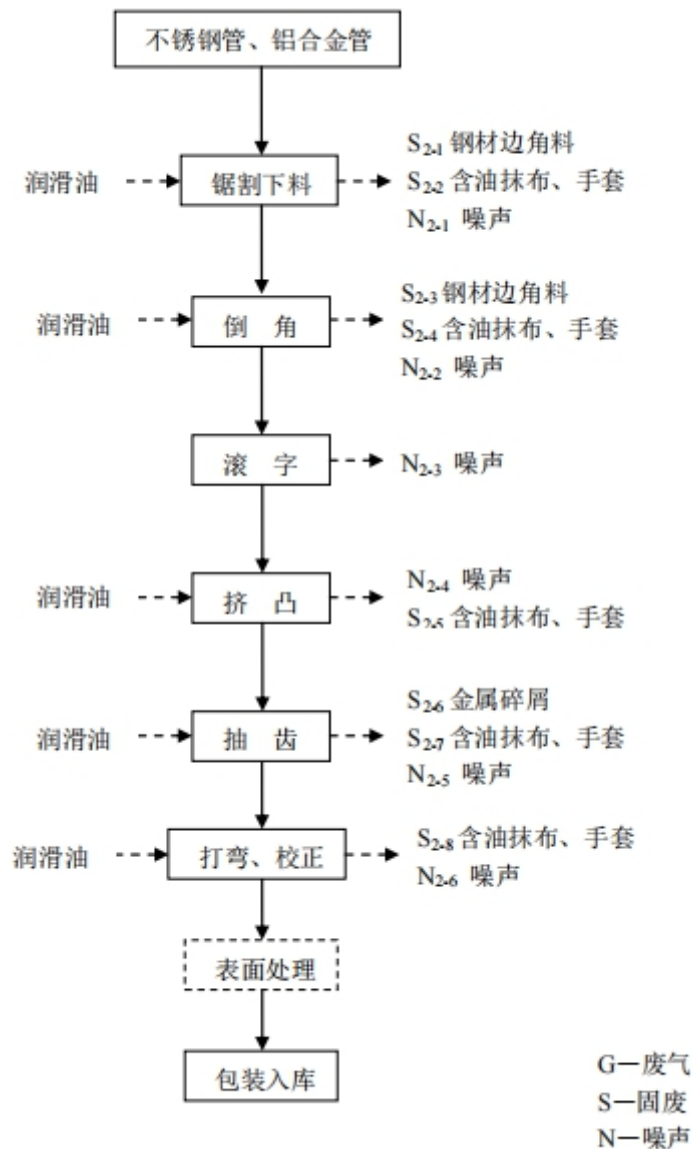 不锈钢管、铝合金管
S2-1 钢材边角料
润滑油 锯割下料 S2-2 含油抹布、手套
N2-1 噪声
S2-3 钢材边角料
润滑油 倒 角 S2-4 含油抹布、手套
N2-2 噪声
滚 字 N2-3 噪声
N2-4 噪声
润滑油 挤 凸 S2-5 含油抹布、手套
S2-6 金属碎屑
润滑油 抽 齿 S2-7 含油抹布、手套
N2-5 噪声
润滑油 打弯、校正 S2-8 含油抹布、手套
N2-6 噪声
表面处理
包装入库
G—废气
S—固废
N—噪声